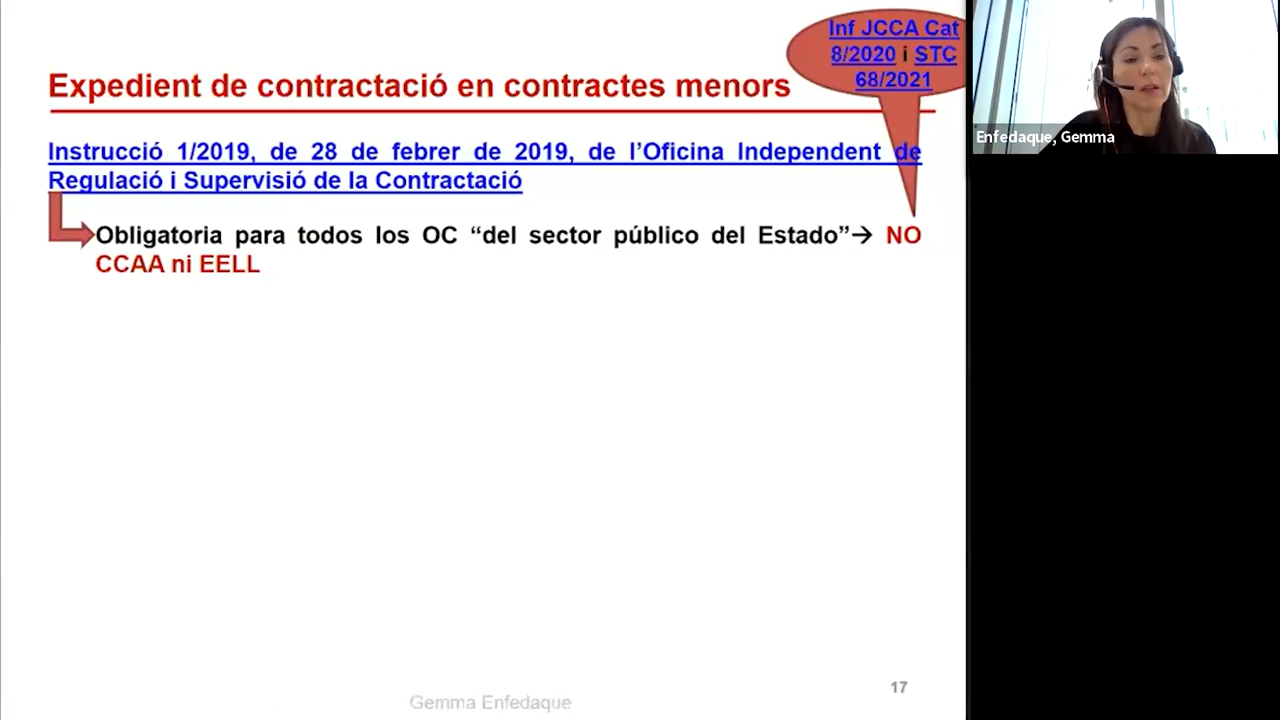 Inf JCCA Cat
8/2020 i STC
68/2021
Expedient de contractació en contractes menors
Instrucció 1/2019, de 28 de febrer de 2019, de l’Oficina Independent de
Regulació i Supervisió de la Contractació
Obligatoria para todos los OC “del sector público del Estado”→ NO
CCAA ni EELL
Enfedaque, Gemma
Gemma Enfedaque
17